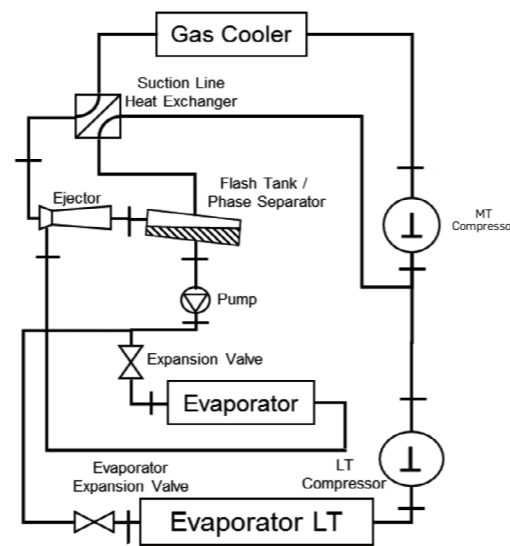 Gas Cooler
Suction Line
Heat Exchanger
Ejector
Flash Tank /
Phase Separator
MT
Compresso
Pump
Expansion Valve
Evaporator
Evaporator
Expansion Valve
LT
Compressor
Evaporator LT